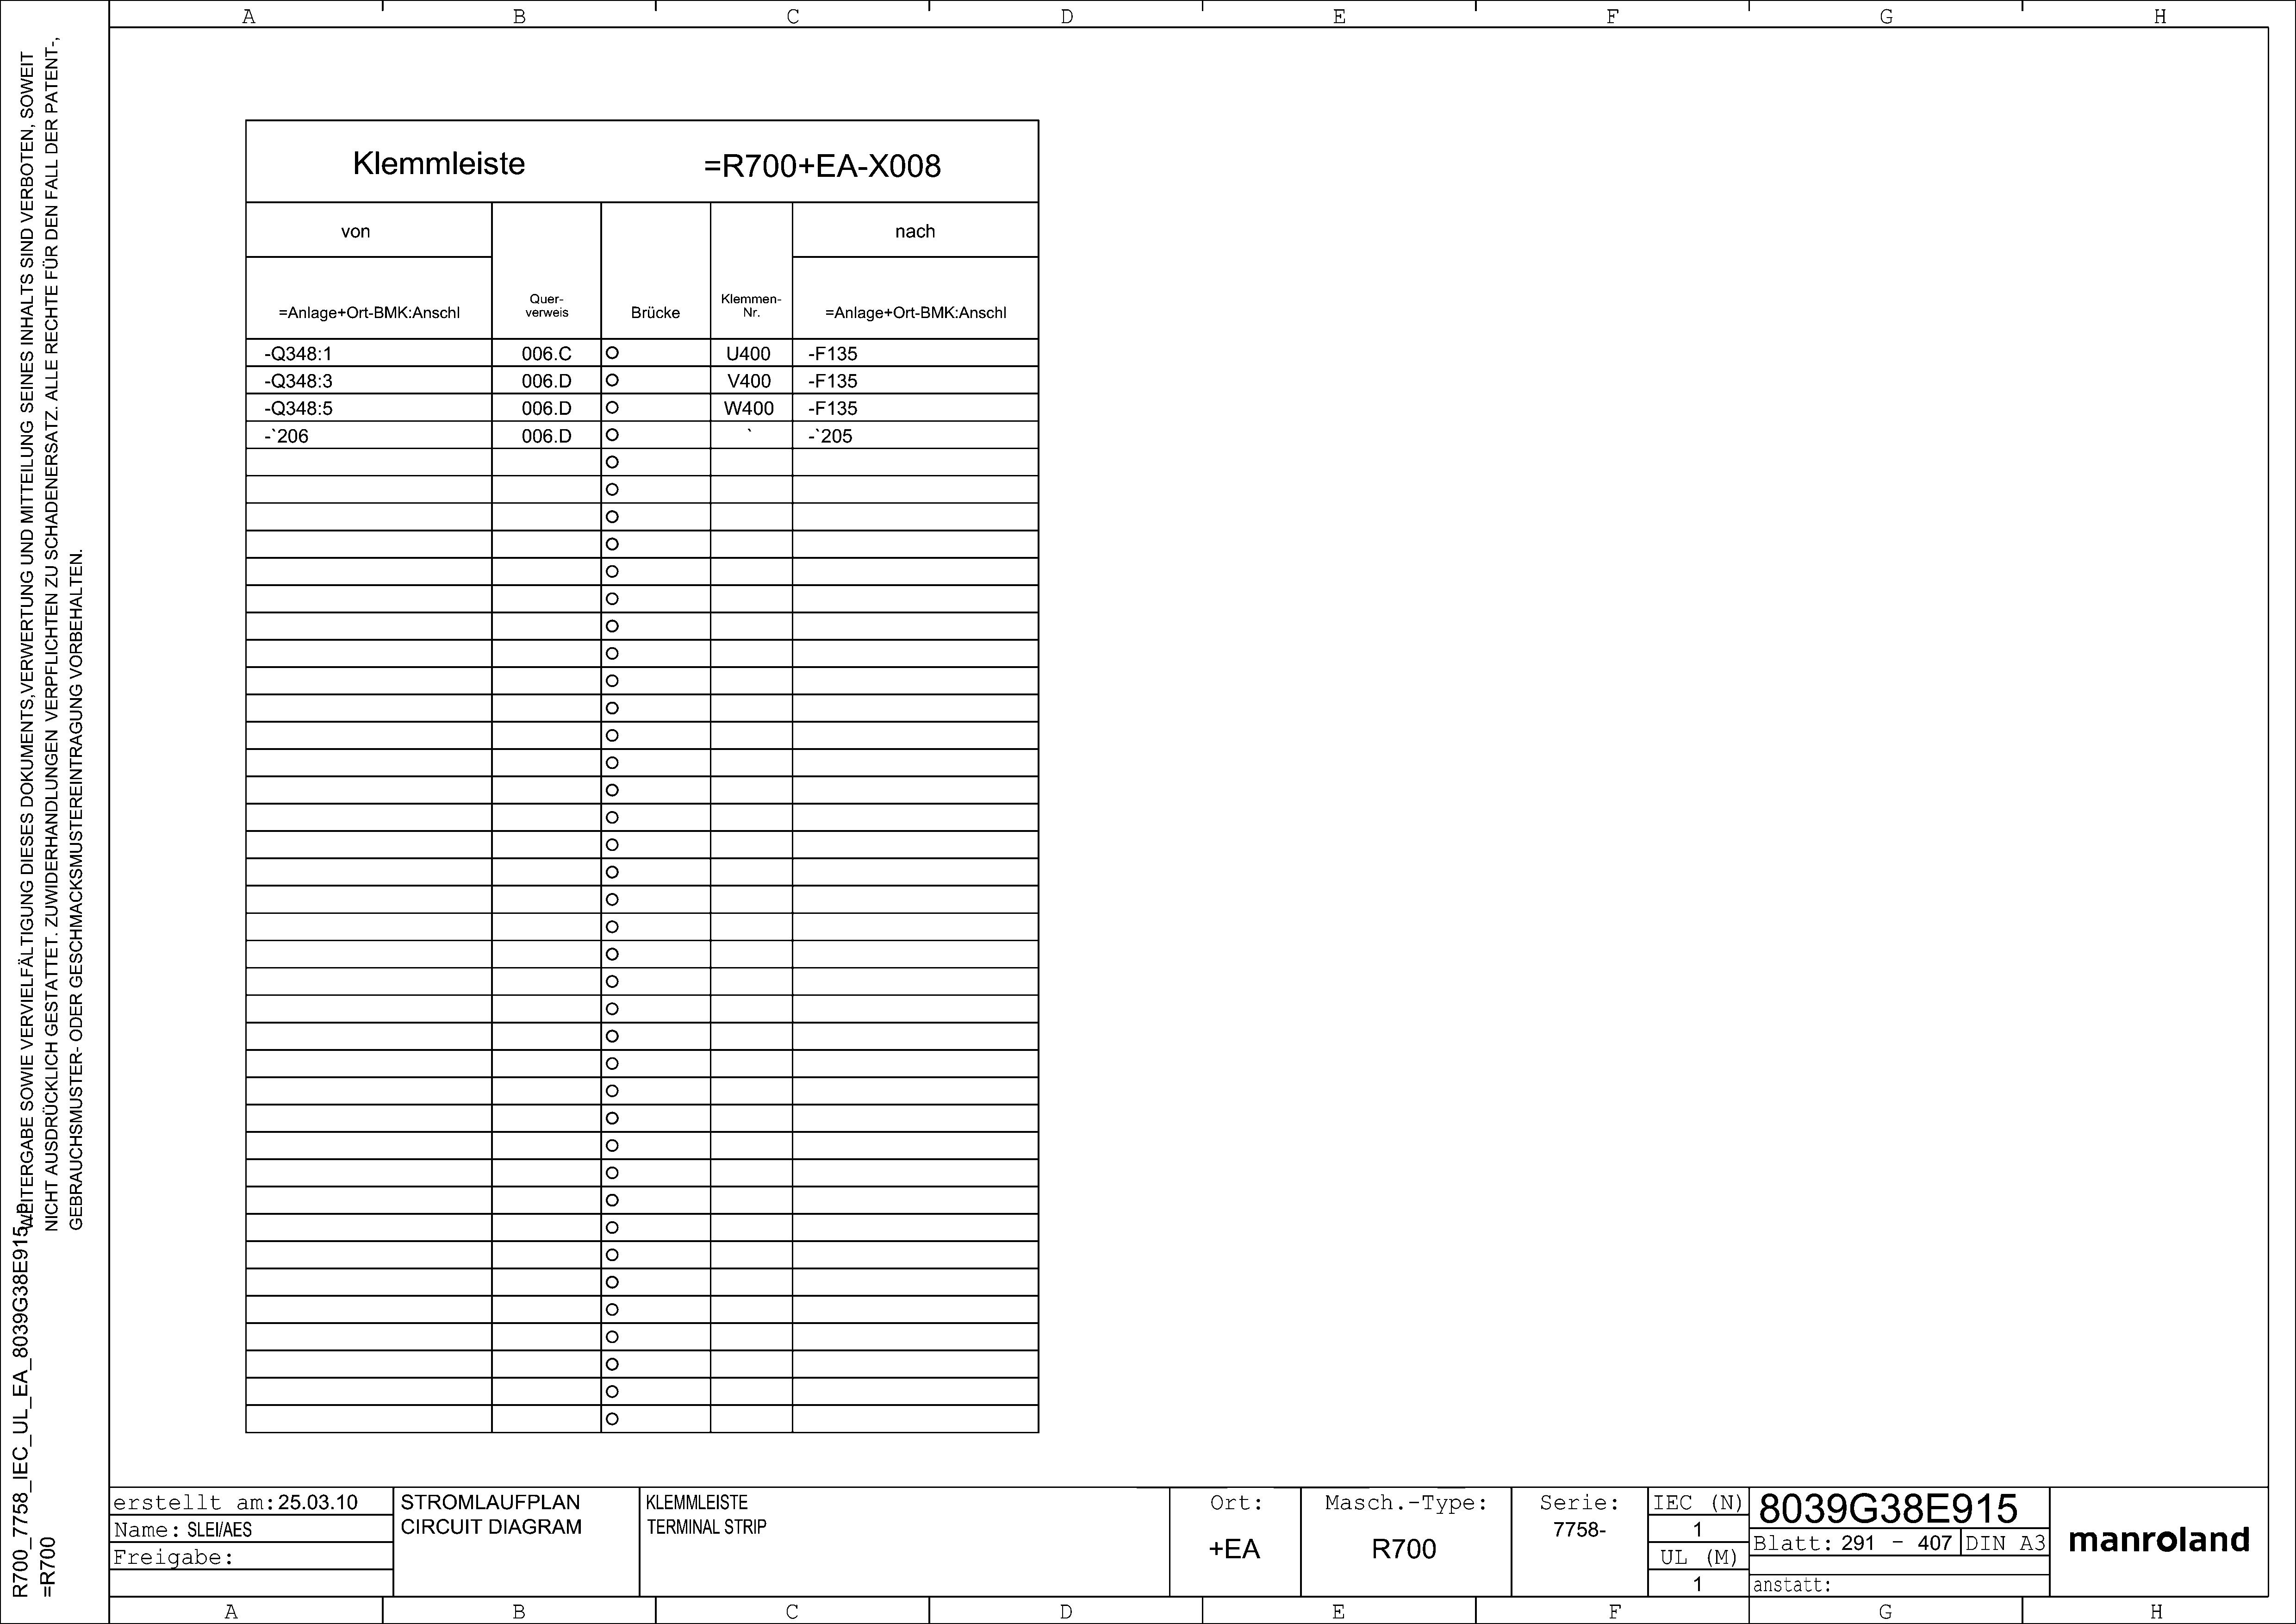 A B C D E F G H
WEITERGABE SOWIE VERVIELFÄLTIGUNG DIESES DOKUMENTS,VERWERTUNG UND MITTEILUNG SEINES INHALTS SIND VERBOTEN, SOWEIT
NICHT AUSDRÜCKLICH GESTATTET. ZUWIDERHANDLUNGEN VERPFLICHTEN ZU SCHADENERSATZ. ALLE RECHTE FÜR DEN FALL DER PATENT-,
GEBRAUCHSMUSTER- ODER GESCHMACKSMUSTEREINTRAGUNG VORBEHALTEN.
Klemmleiste =R700+EA-X008
von nach
=Anlage+Ort-BMK:Anschl Quer-verweis Brücke Klemmen-Nr. =Anlage+Ort-BMK:Anschl
-Q348:1 006.C U400 -F135
-Q348:3 006.D V400 -F135
-Q348:5 006.D W400 -F135
-`206 006.D ` -`205
R700_7758_IEC_UL_EA_8039G38E915
=R700
erstellt am: 25.03.10
Name: SLEI/AES
Freigabe:
STROMLAUFPLAN
CIRCUIT DIAGRAM
KLEMMLEISTE
TERMINAL STRIP
Ort:
+EA
Masch.-Type:
R700
Serie:
7758-
IEC (N)
1
UL (M)
1
8039G38E915
Blatt: 291 - 407 DIN A3
anstatt:
manroland
A B C D E F G H